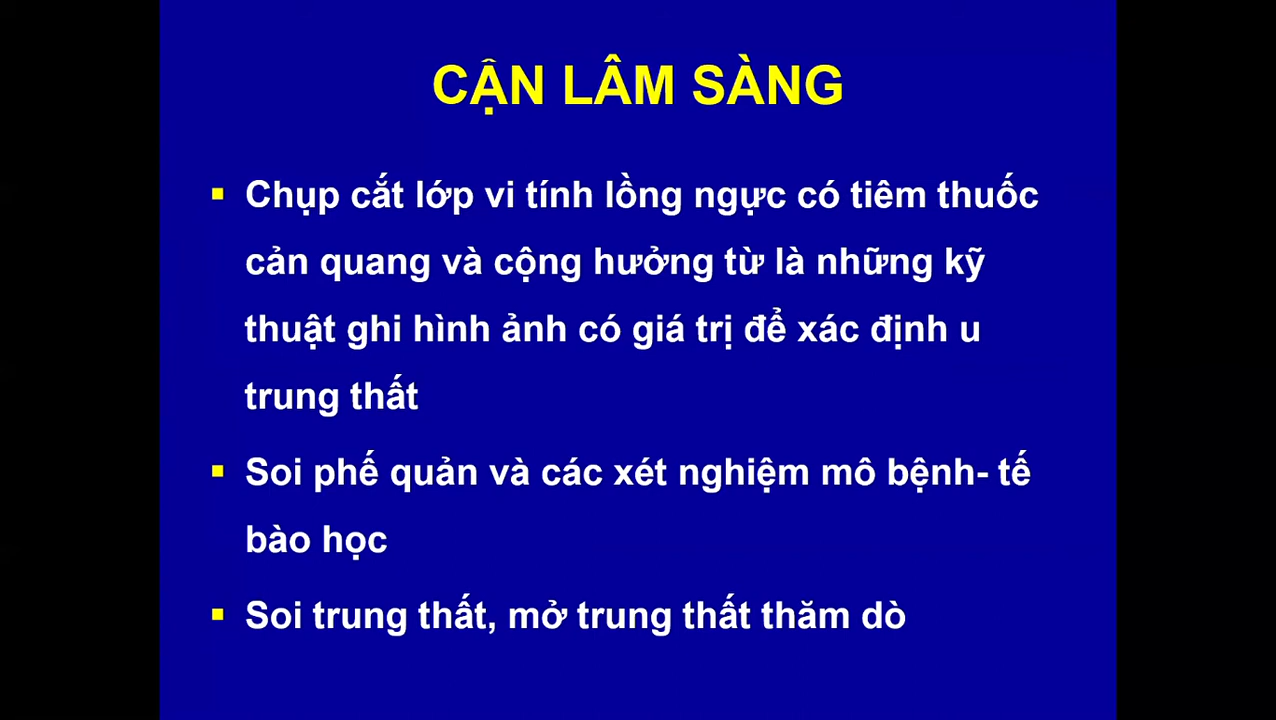 CẬN LÂM SÀNG
▪ Chụp cắt lớp vi tính lồng ngực có tiêm thuốc
cản quang và cộng hưởng từ là những kỹ
thuật ghi hình ảnh có giá trị để xác định u
trung thất
▪ Soi phế quản và các xét nghiệm mô bệnh- tế
bào học
▪ Soi trung thất, mở trung thất thăm dò